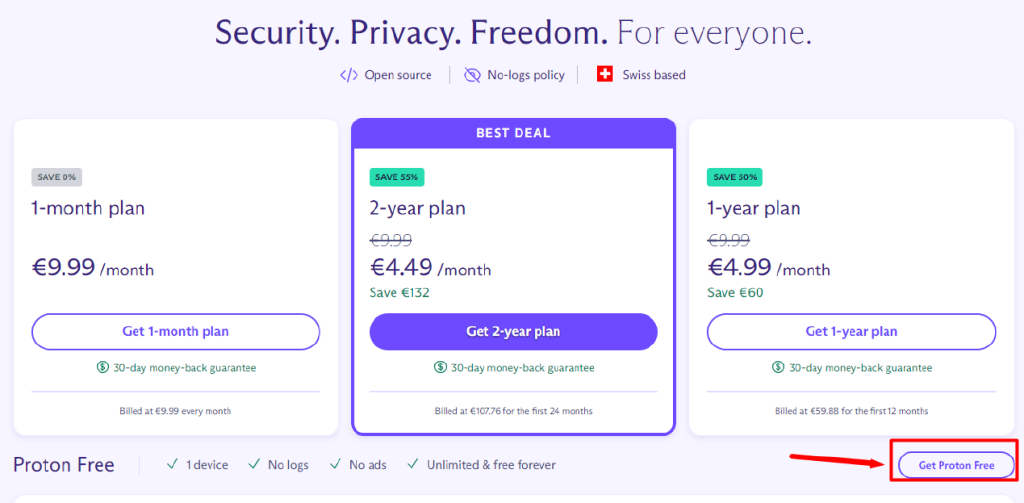 Security. Privacy. Freedom. For everyone.
Open source
No-logs policy
Swiss based
BEST DEAL
SAVE 0%
1-month plan
€9.99 /month
Get 1-month plan
30-day money-back guarantee
Billed at €9.99 every month
SAVE 55%
2-year plan
€9.99
€4.49 /month
Save €132
Get 2-year plan
30-day money-back guarantee
Billed at €107.76 for the first 24 months
SAVE 50%
1-year plan
€9.99
€4.99 /month
Save €60
Get 1-year plan
30-day money-back guarantee
Billed at €59.88 for the first 12 months
Proton Free
1 device
No logs
No ads
Unlimited & free forever
Get Proton Free